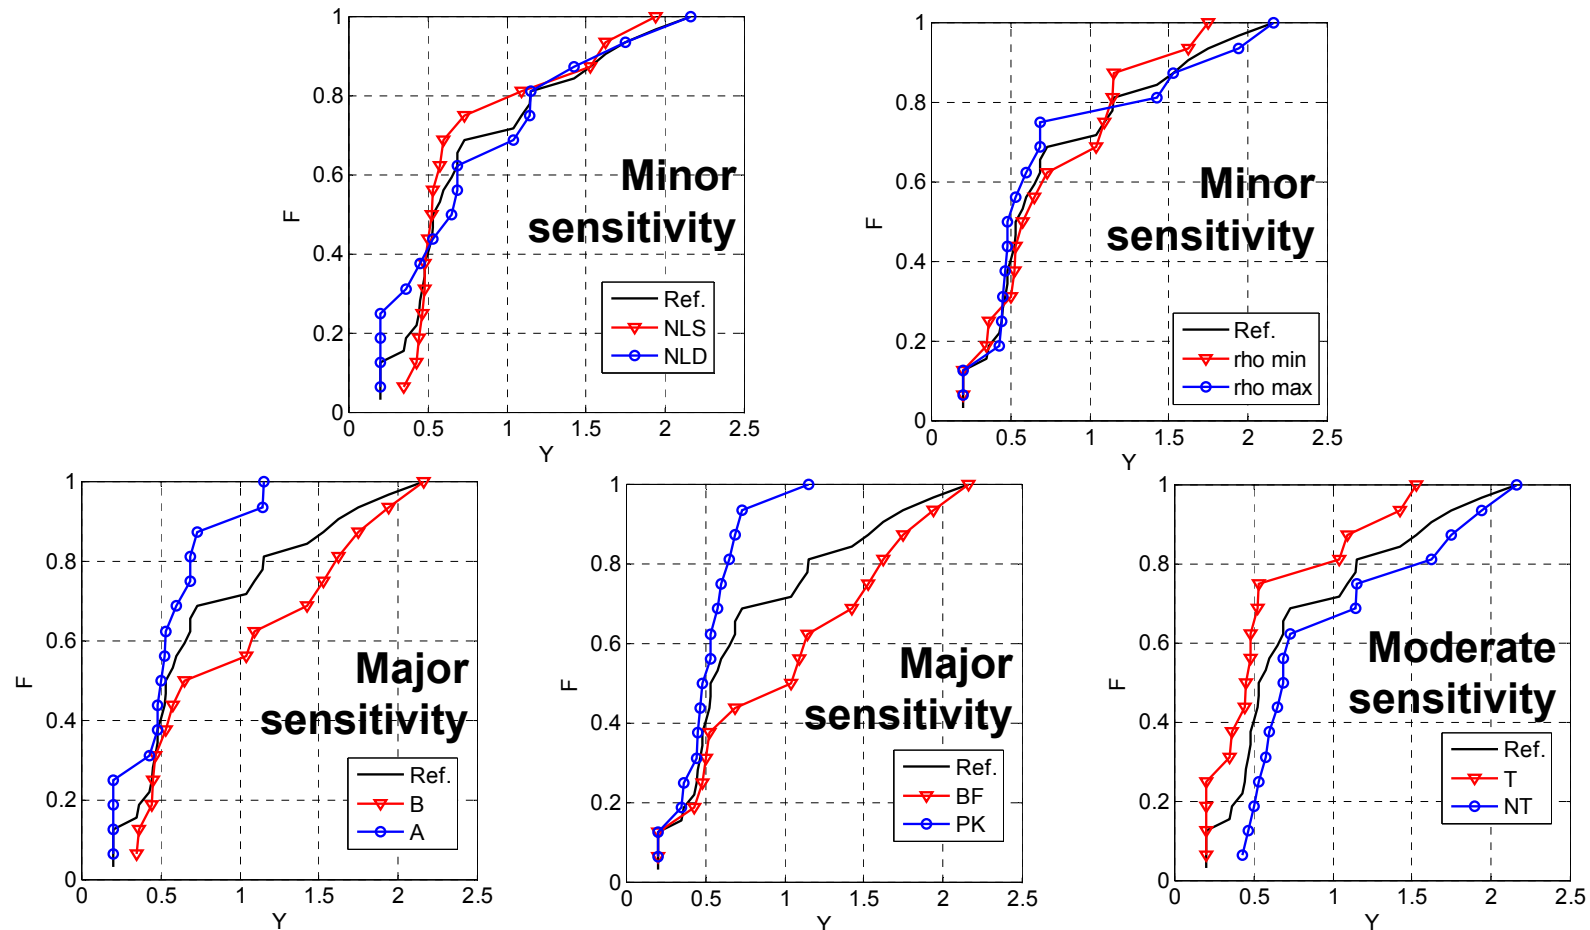 1
0.8
0.6
0.4
0.2
0
F
0
0.5
1
1.5
2
2.5
Y
Minor
sensitivity
Ref.
NLS
NLD
1
0.8
0.6
0.4
0.2
0
F
0
0.5
1
1.5
2
2.5
Y
Minor
sensitivity
Ref.
rho min
rho max
1
0.8
0.6
0.4
0.2
0
F
0
0.5
1
1.5
2
2.5
Y
Major
sensitivity
Ref.
B
A
1
0.8
0.6
0.4
0.2
0
F
0
0.5
1
1.5
2
2.5
Y
Major
sensitivity
Ref.
BF
PK
1
0.8
0.6
0.4
0.2
0
F
0
0.5
1
1.5
2
2.5
Y
Moderate
sensitivity
Ref.
T
NT